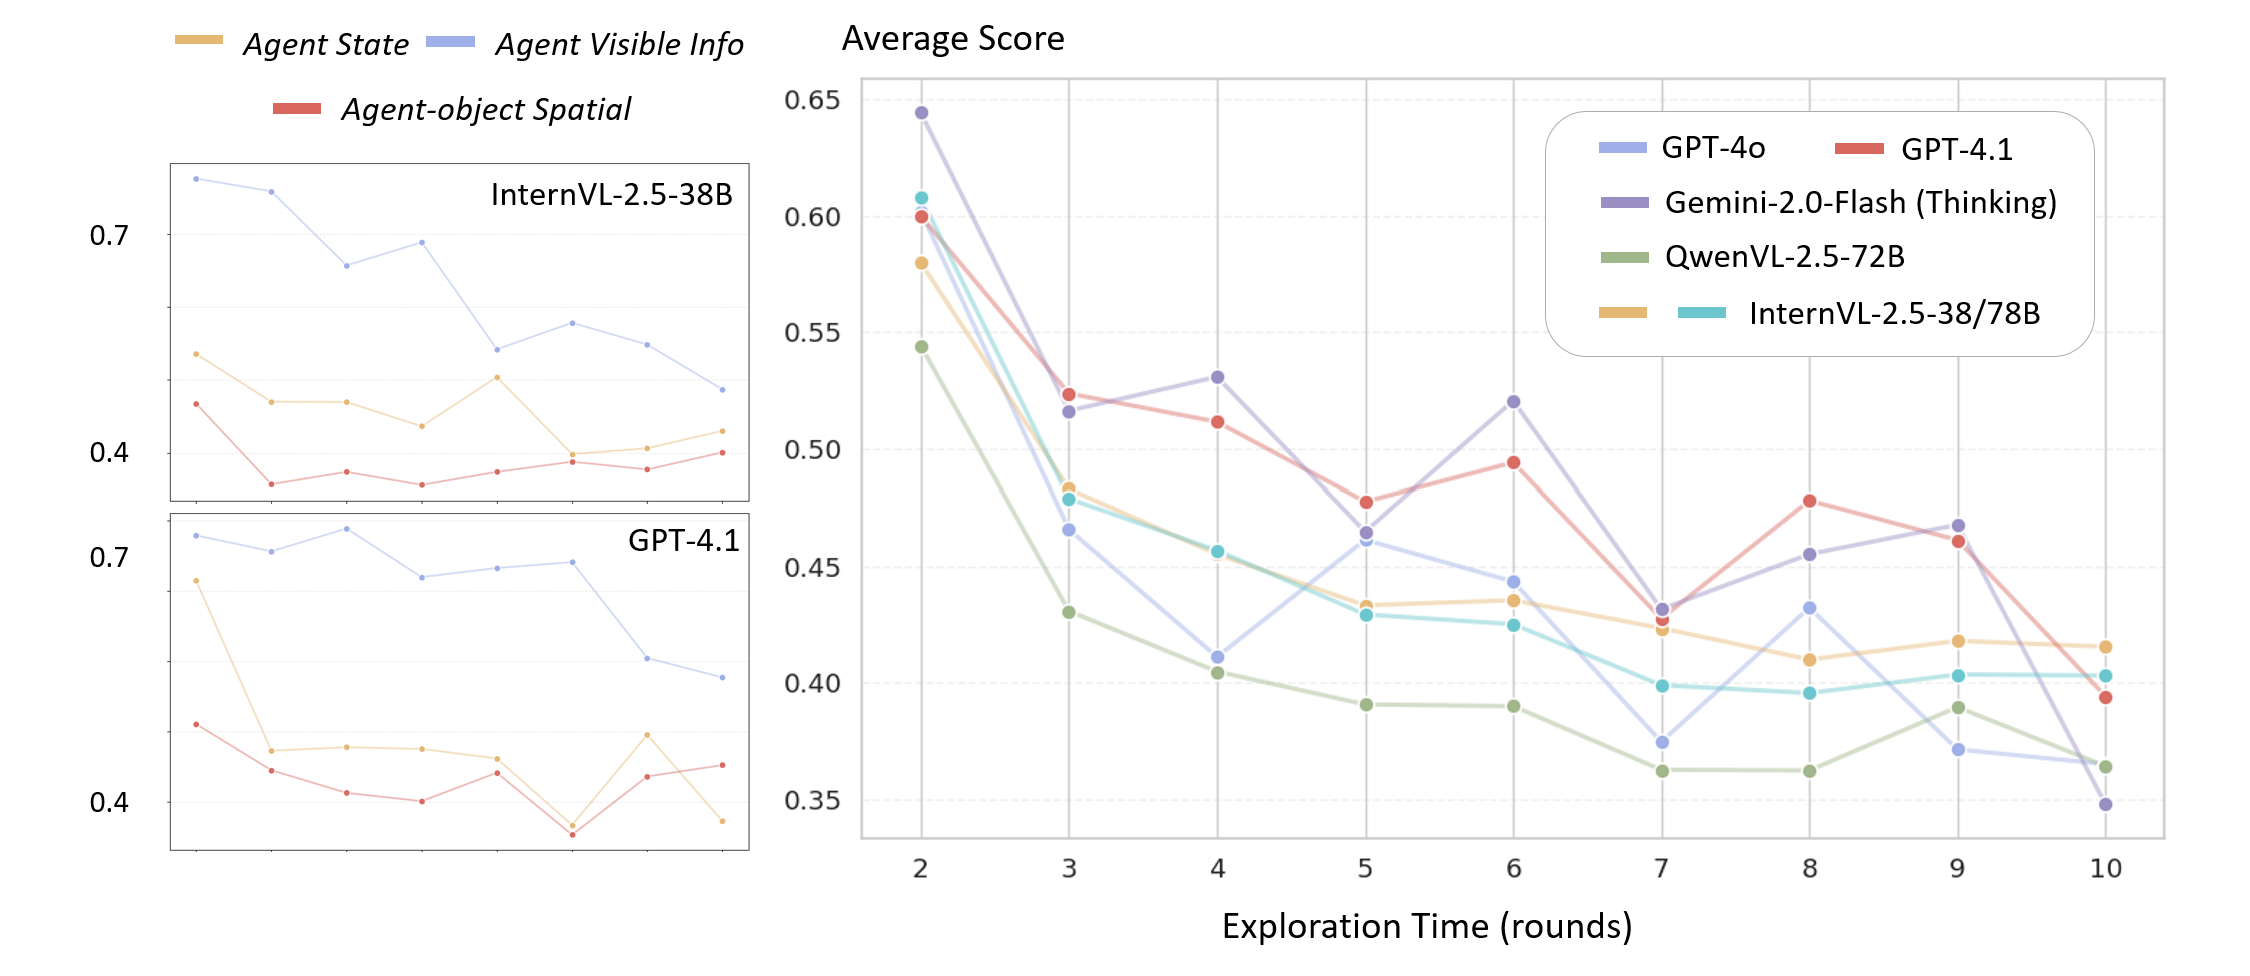 Agent State Agent Visible Info
Agent-object Spatial
InternVL-2.5-38B
0.7
0.4
GPT-4.1
0.7
0.4
Average Score
0.65
0.60
0.55
0.50
0.45
0.40
0.35
GPT-4o GPT-4.1
Gemini-2.0-Flash (Thinking)
QwenVL-2.5-72B
InternVL-2.5-38/78B
2 3 4 5 6 7 8 9 10
Exploration Time (rounds)